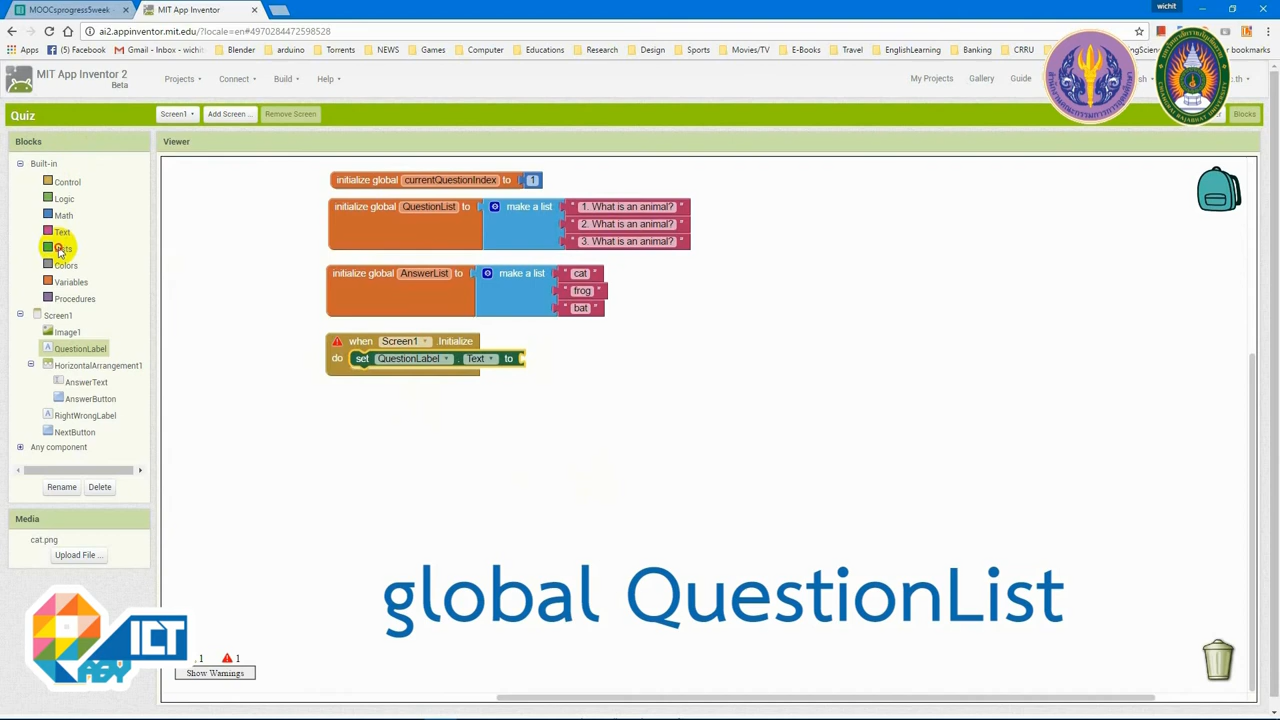 MOOCsprogress5week
MIT App Inventor
wichit
ai2.appinventor.mit.edu/?locale=en#4970284472598528
Apps
(5) Facebook
Gmail - Inbox - wich
Blender
arduino
Torrents
NEWS
Games
Computer
Educations
Research
Design
Sports
Movies/TV
E-Books
Travel
EnglishLearning
Banking
CRRU
bookmarks
MIT App Inventor 2
Beta
Projects
Connect
Build
Help
My Projects
Gallery
Guide
Quiz
Screen1
Add Screen ...
Remove Screen
Blocks
Blocks
Viewer
Built-in
Control
Logic
Math
Text
Lists
Colors
Variables
Procedures
Screen1
Image1
QuestionLabel
HorizontalArrangement1
AnswerText
AnswerButton
RightWrongLabel
NextButton
Any component
Rename
Delete
Media
cat.png
Upload File ...
initialize global currentQuestionIndex to 1
initialize global QuestionList to make a list " 1. What is an animal? "
" 2. What is an animal? "
" 3. What is an animal? "
initialize global AnswerList to make a list " cat "
" frog "
" bat "
when Screen1 .Initialize
do set QuestionLabel . Text to
global QuestionList
ICT
1 1
Show Warnings